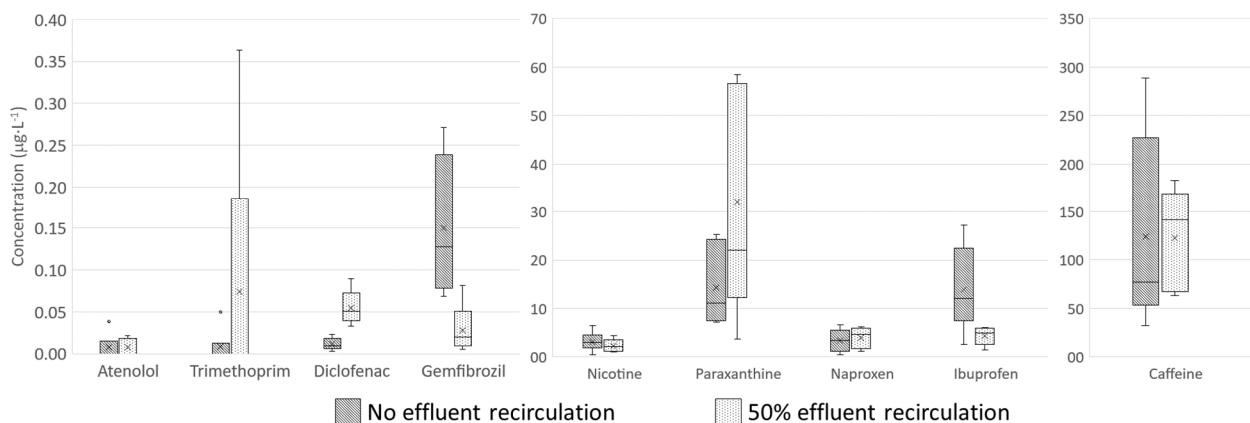 Concentration (µg·L-1)
0.40
0.35
0.30
0.25
0.20
0.15
0.10
0.05
0.00
Atenolol
Trimethoprim
Diclofenac
Gemfibrozil
70
60
50
40
30
20
10
00
Nicotine
Paraxanthine
Naproxen
Ibuprofen
350
300
250
200
150
100
50
00
Caffeine
No effluent recirculation
50% effluent recirculation